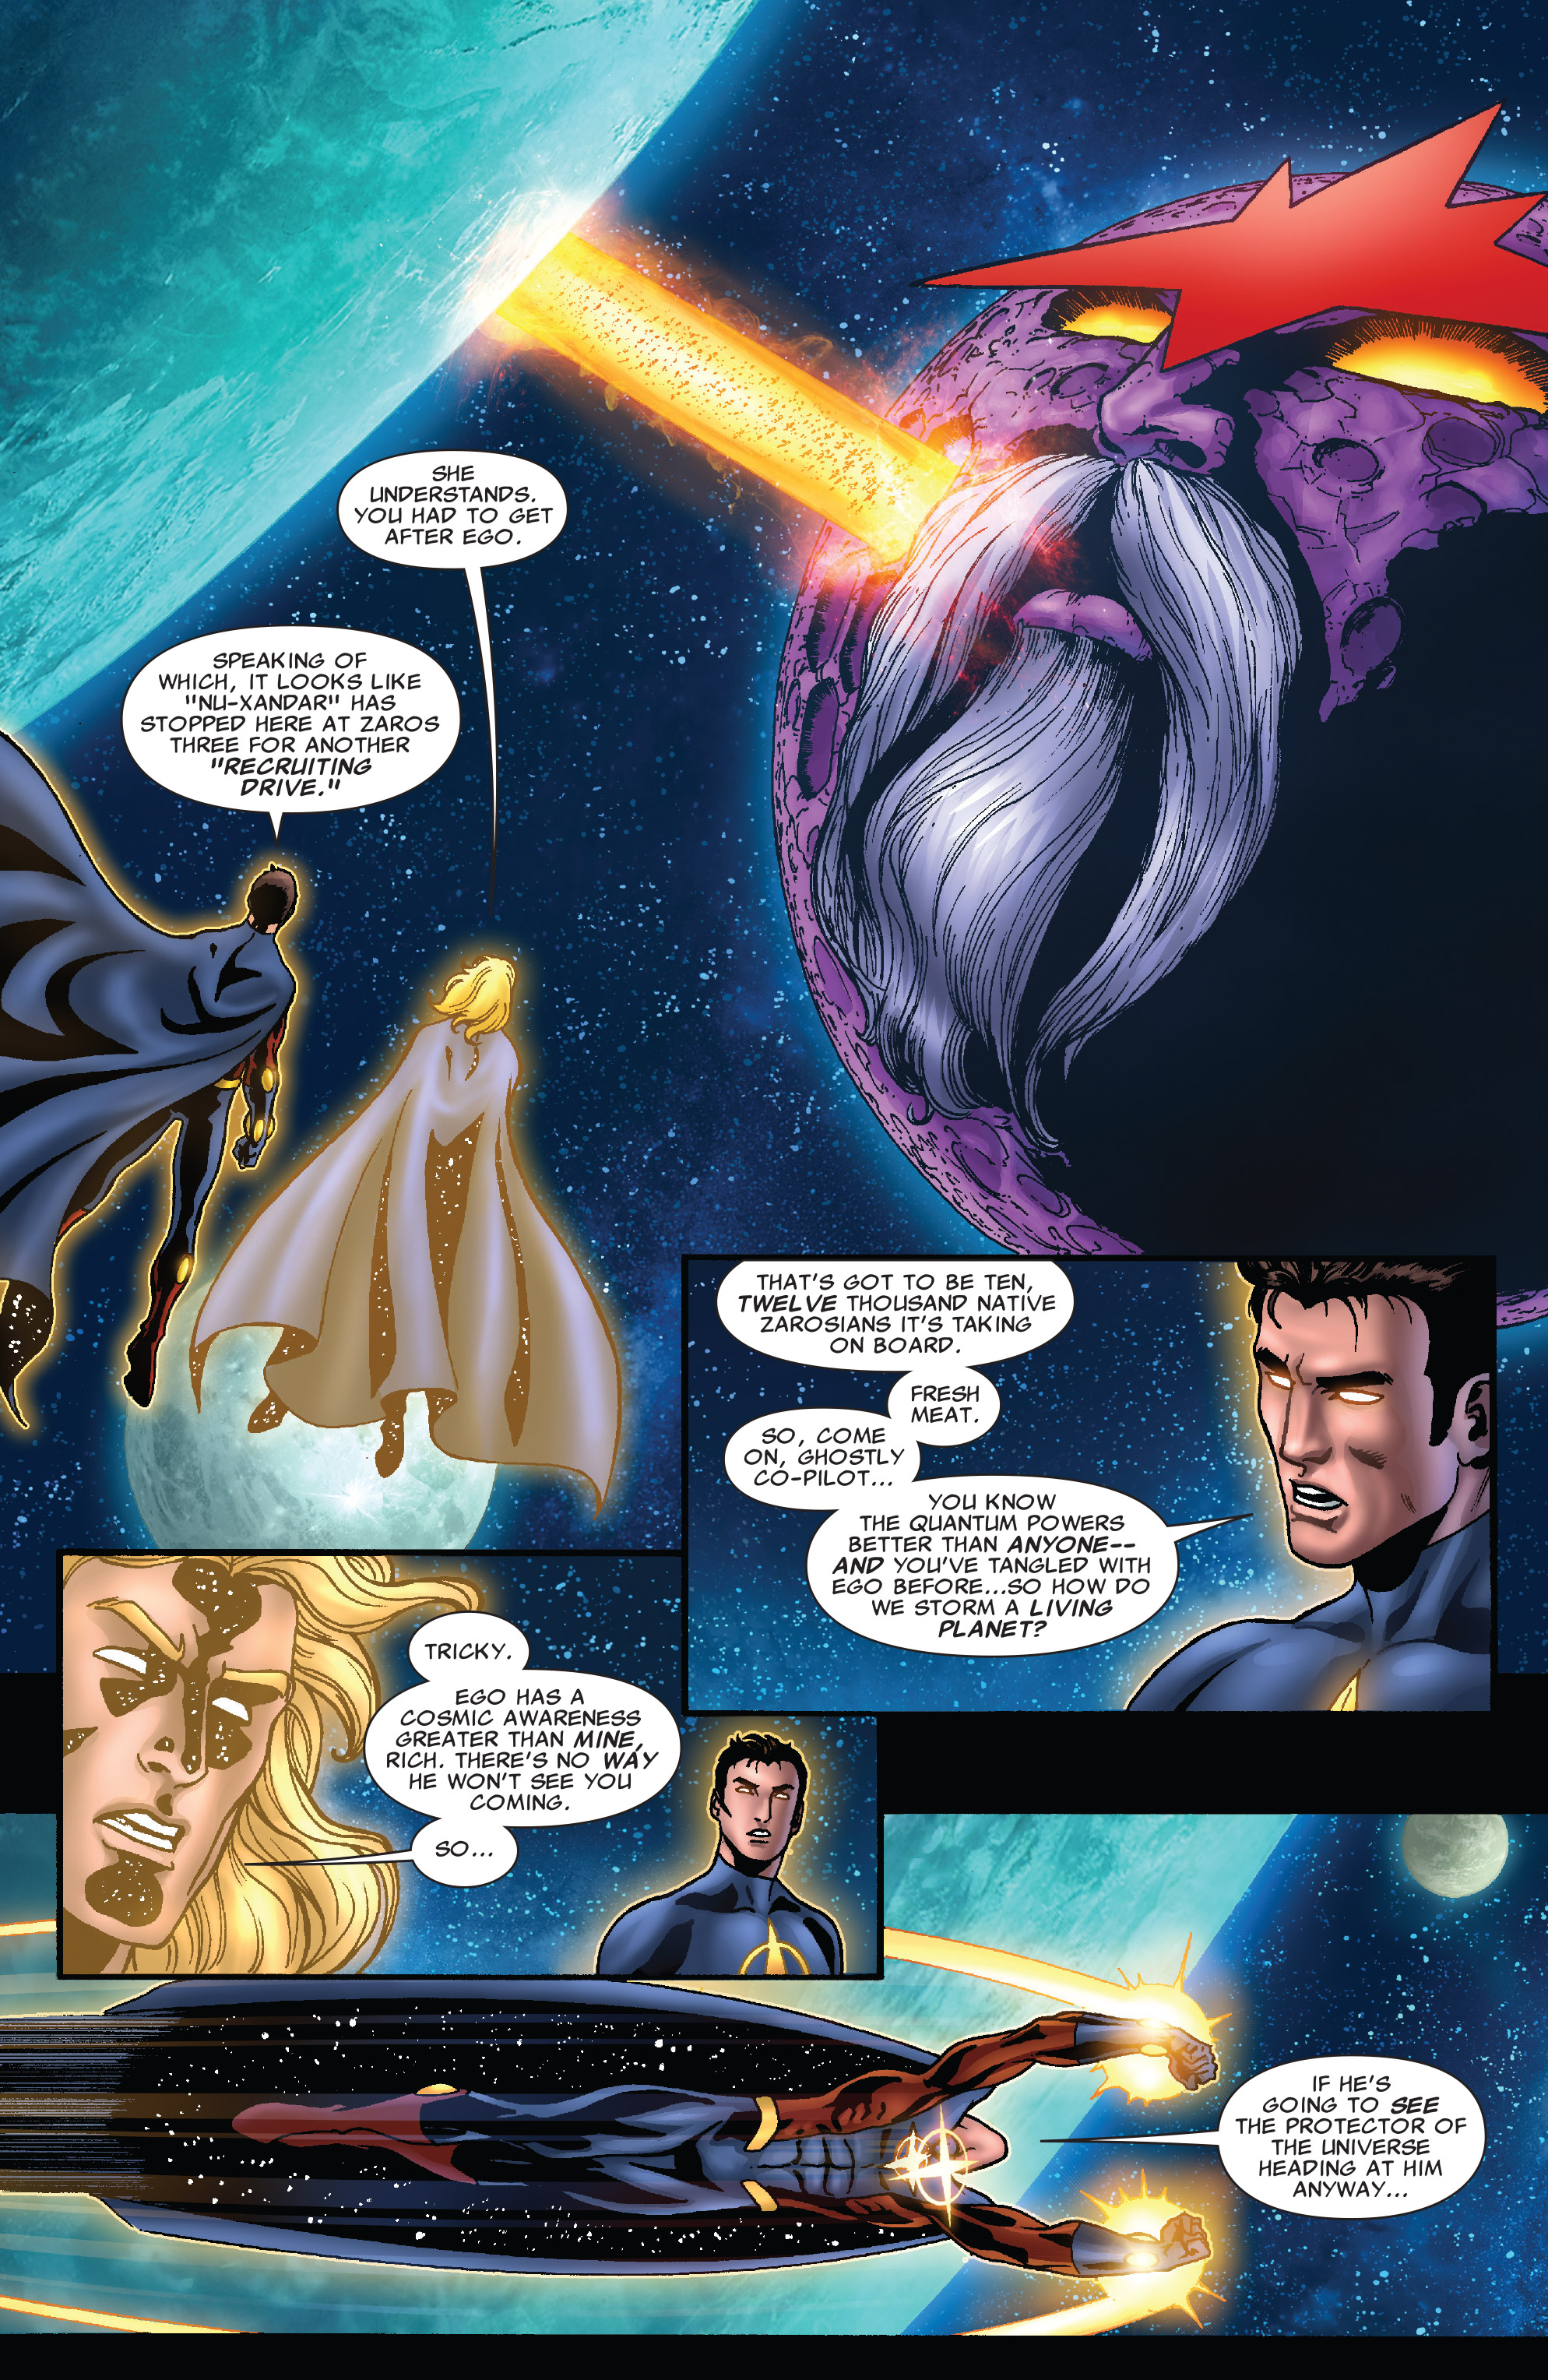 SHE
UNDERSTANDS.
YOU HAD TO GET
AFTER EGO.
SPEAKING OF
WHICH, IT LOOKS LIKE
"NU-XANDAR" HAS
STOPPED HERE AT ZAROS
THREE FOR ANOTHER
"RECRUITING
DRIVE."
THAT'S GOT TO BE TEN,
TWELVE THOUSAND NATIVE
ZAROSIANS IT'S TAKING
ON BOARD.
FRESH
MEAT.
SO, COME
ON, GHOSTLY
CO-PILOT...
YOU KNOW
THE QUANTUM POWERS
BETTER THAN ANYONE--
AND YOU'VE TANGLED WITH
EGO BEFORE...SO HOW DO
WE STORM A LIVING
PLANET?
TRICKY.
EGO HAS A
COSMIC AWARENESS
GREATER THAN MINE,
RICH. THERE'S NO WAY
HE WON'T SEE YOU
COMING.
SO...
IF HE'S
GOING TO SEE
THE PROTECTOR OF
THE UNIVERSE
HEADING AT HIM
ANYWAY...